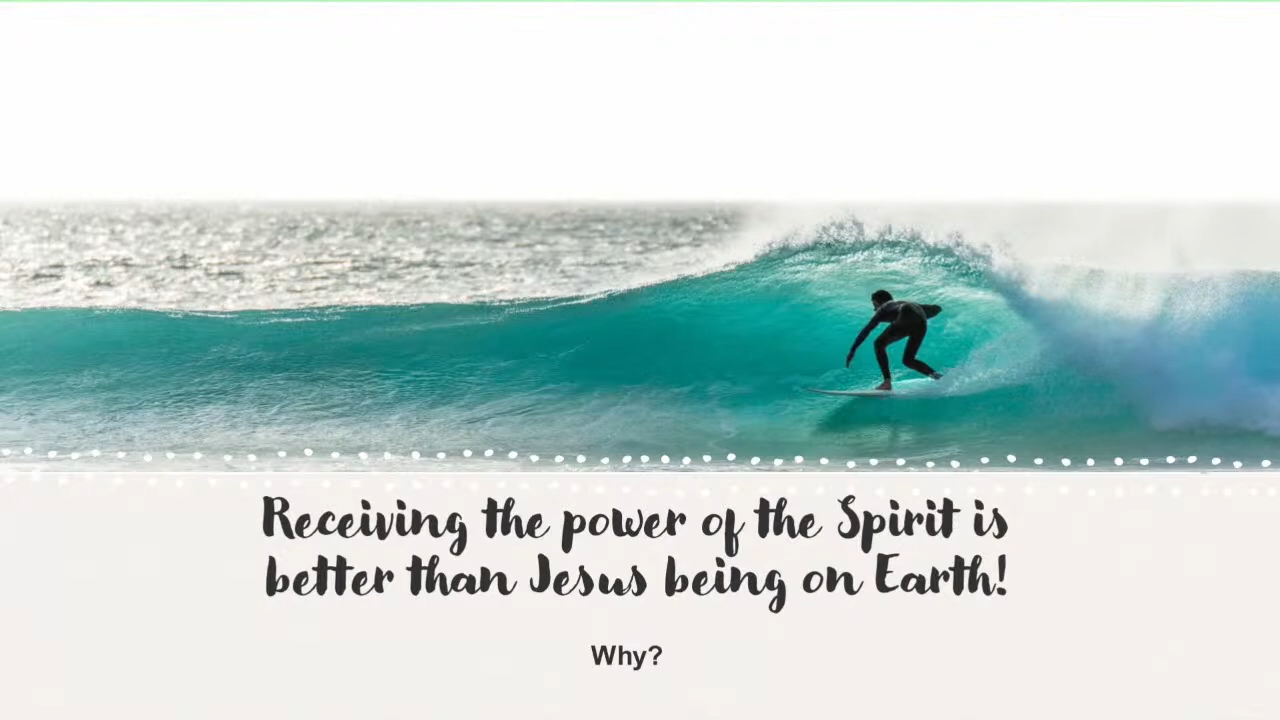 Receiving the power of the Spirit is
better than Jesus being on Earth!
Why?